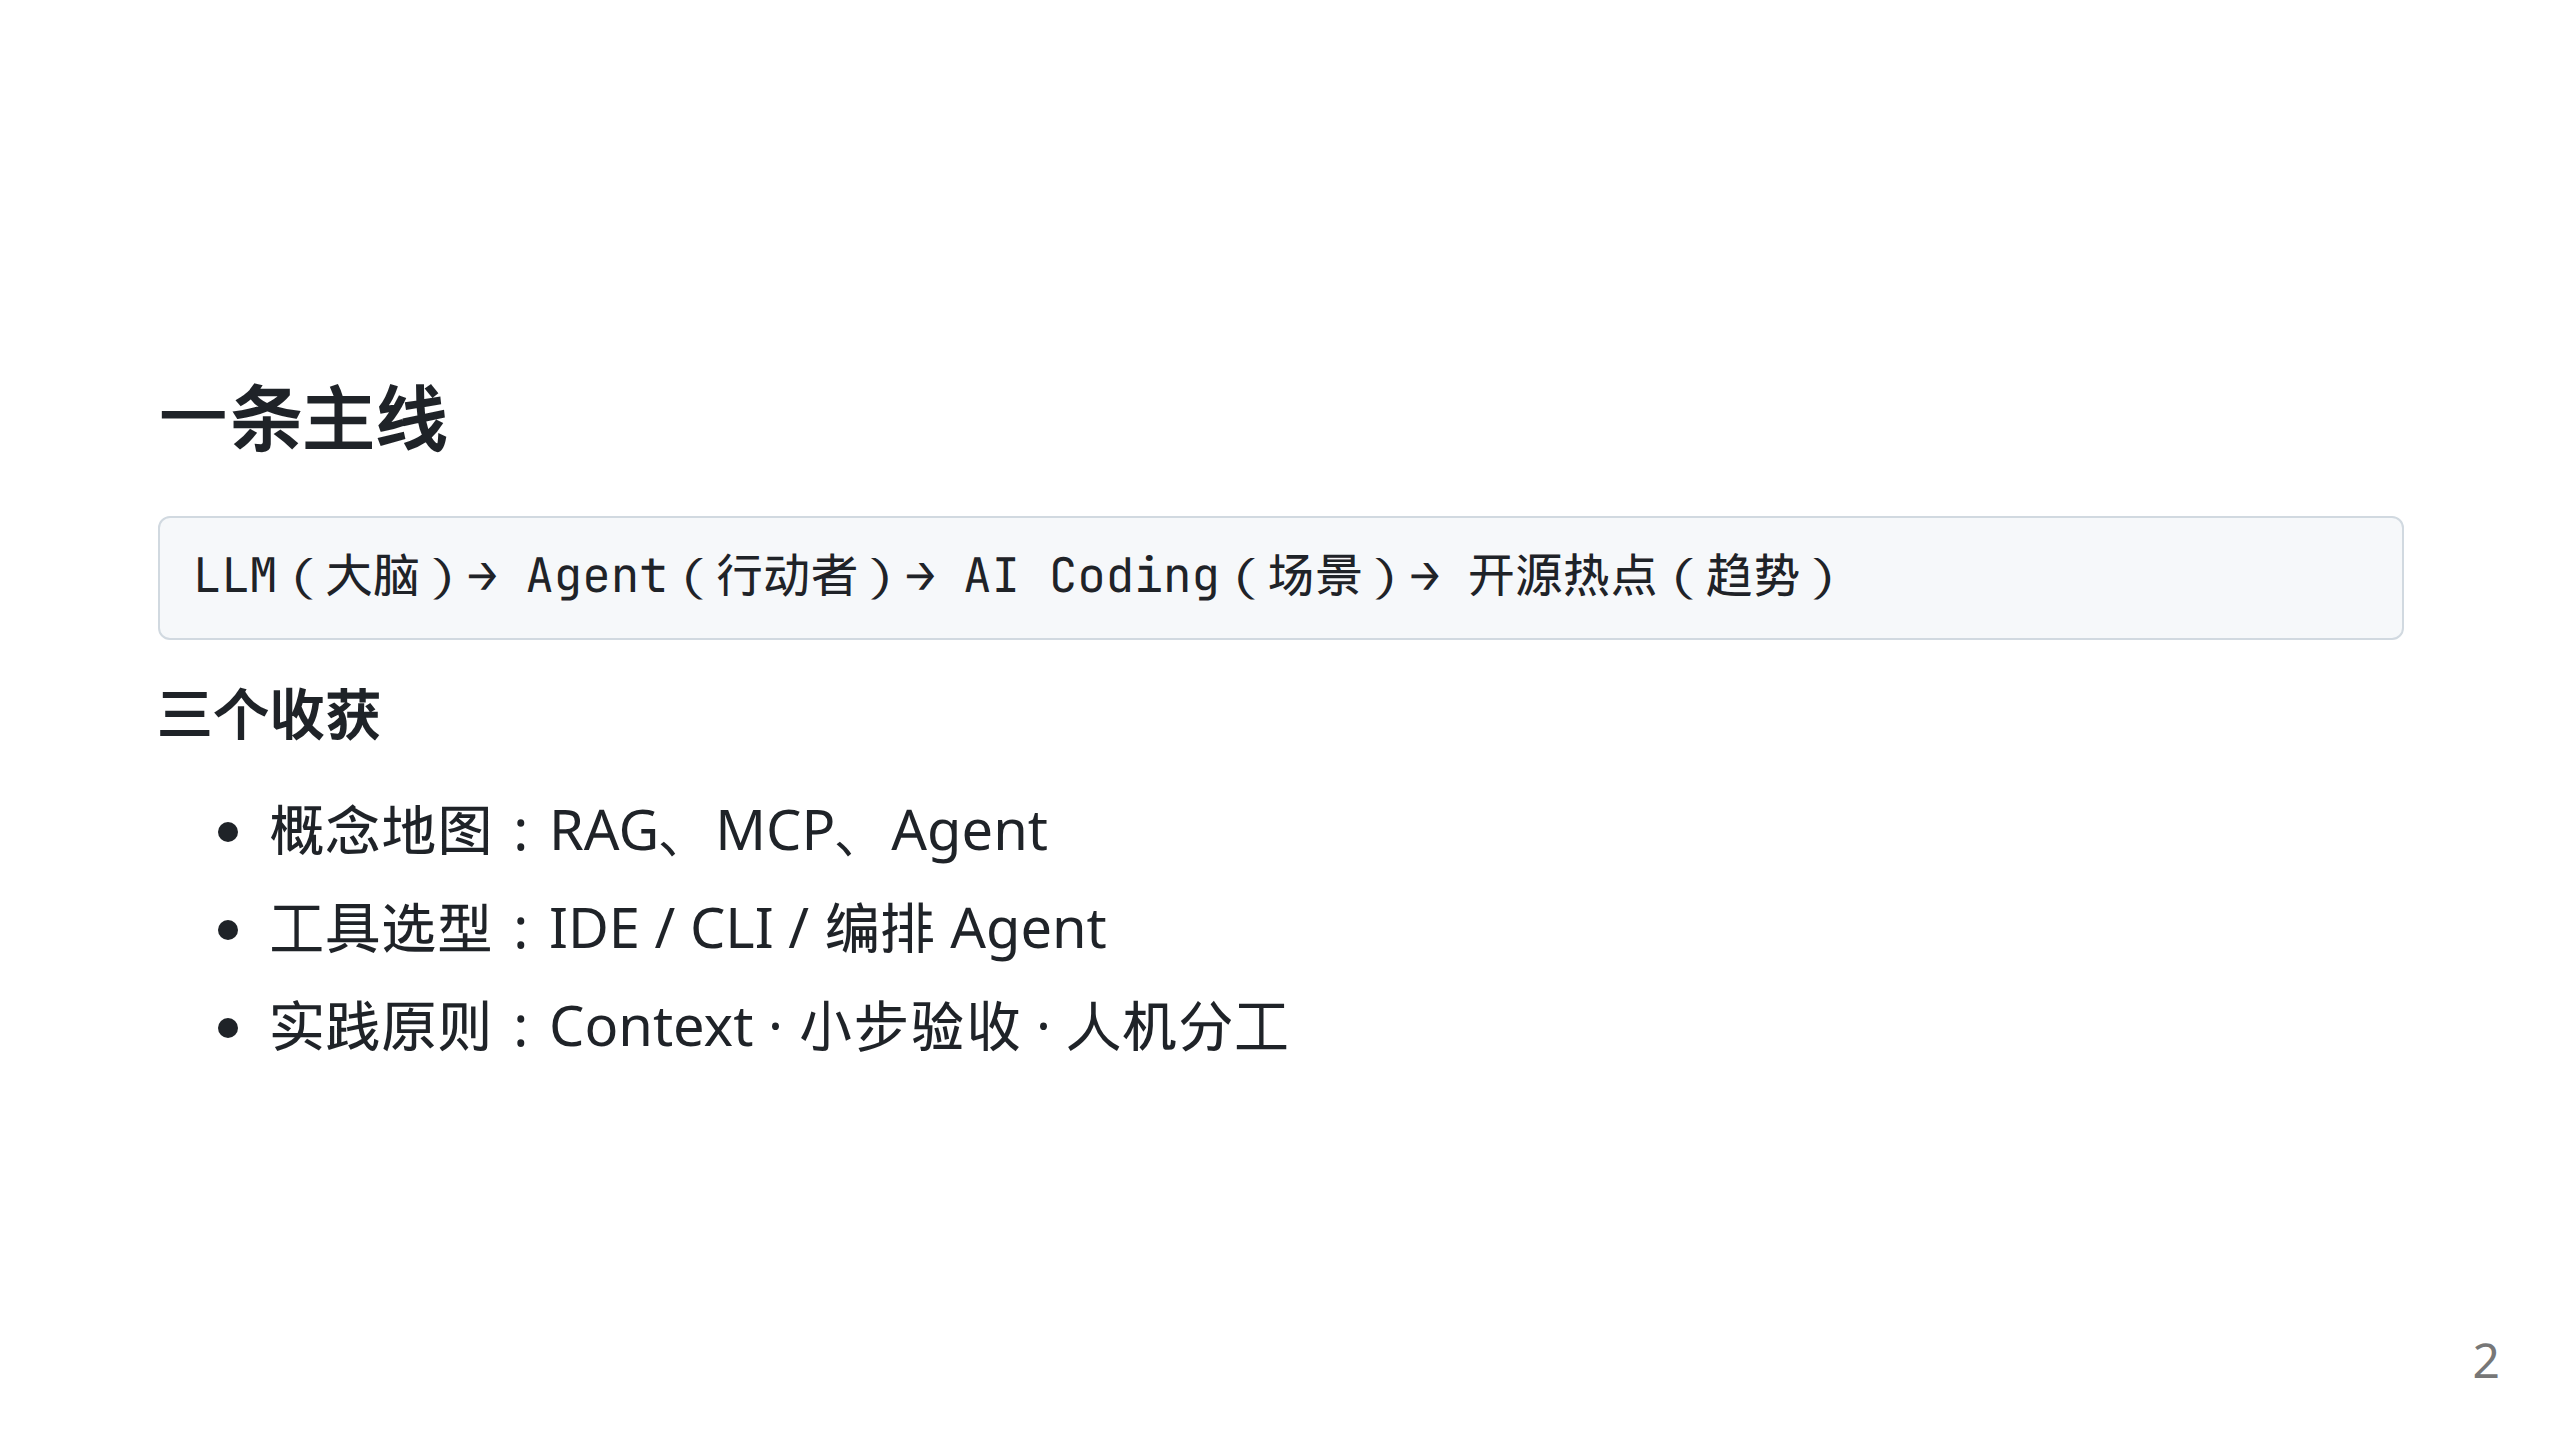 一条主线
LLM（大脑）→ Agent（行动者）→ AI Coding（场景）→ 开源热点（趋势）
三个收获
• 概念地图：RAG、MCP、Agent
• 工具选型：IDE / CLI / 编排 Agent
• 实践原则：Context · 小步验收 · 人机分工
2